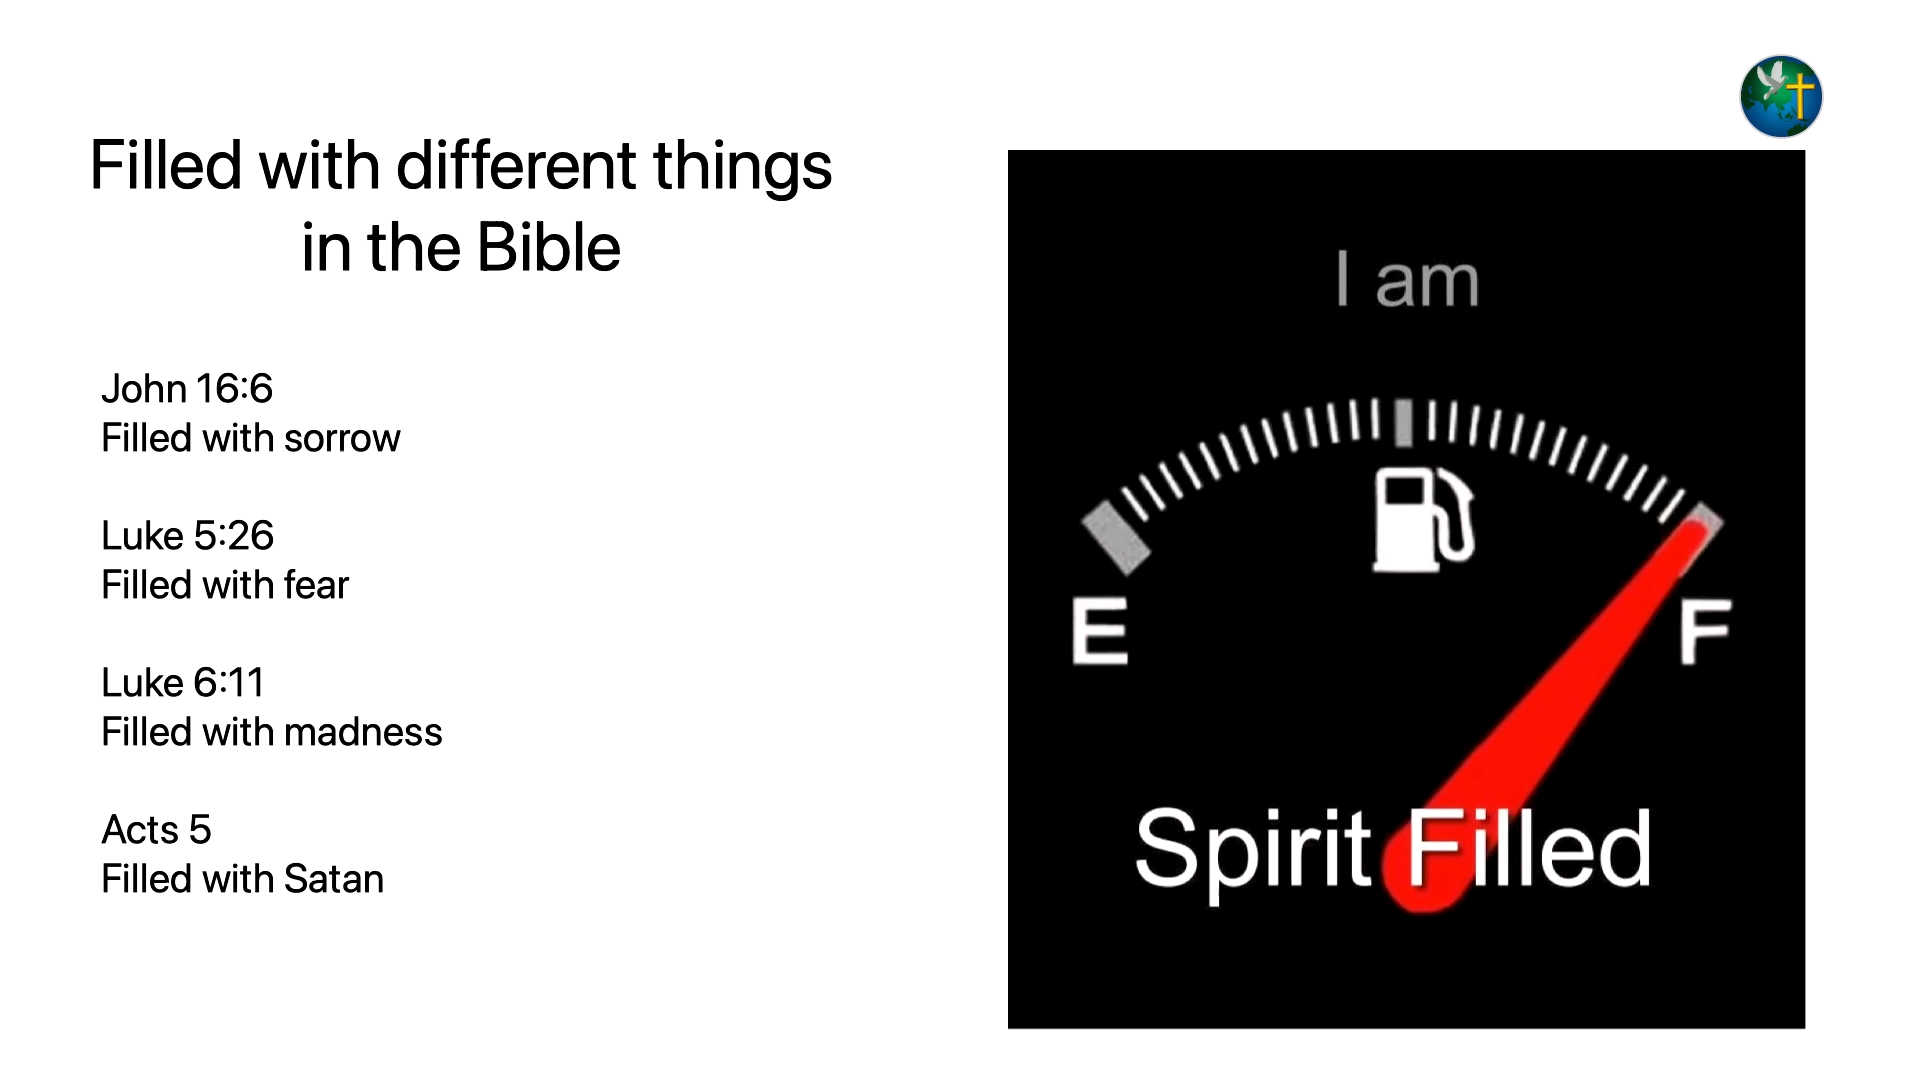 Filled with different things
in the Bible
John 16:6
Filled with sorrow
Luke 5:26
Filled with fear
Luke 6:11
Filled with madness
Acts 5
Filled with Satan
I am
E
F
Spirit Filled